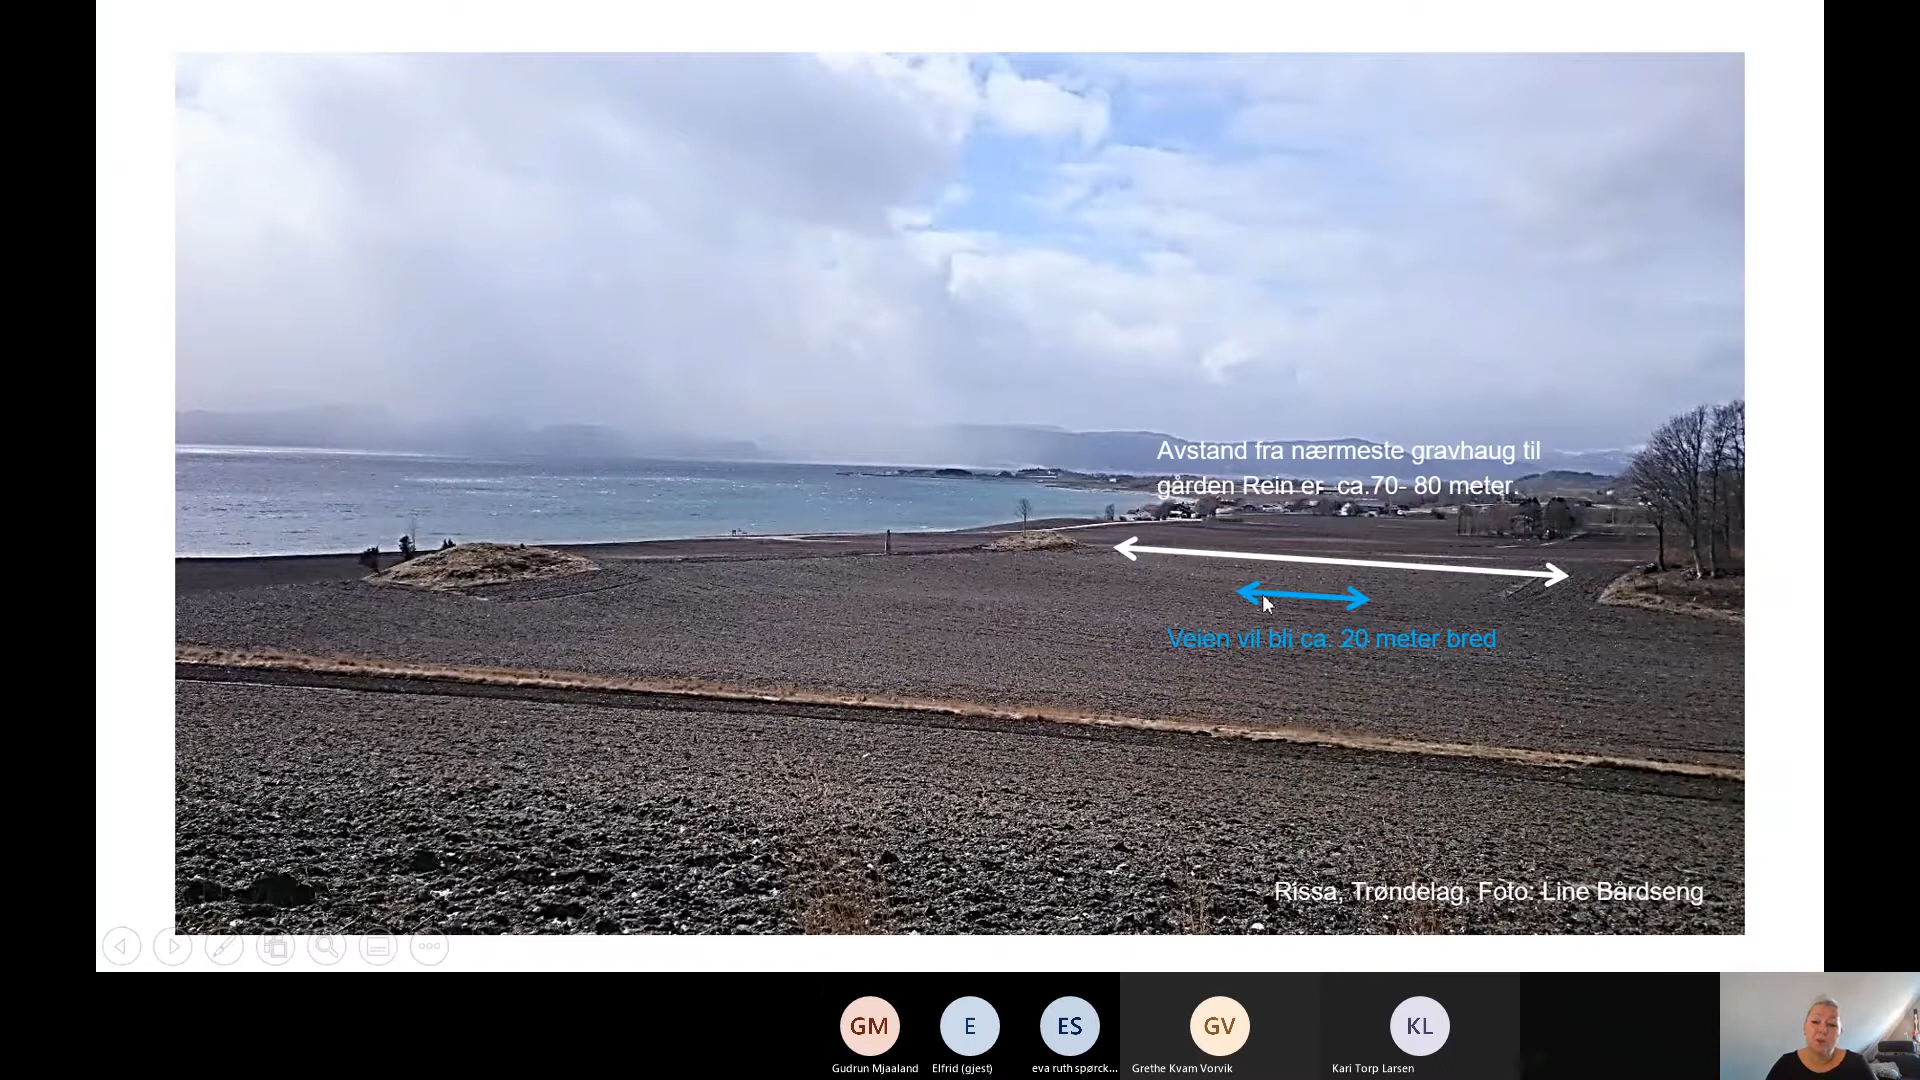 Avstand fra nærmeste gravhaug til
gården Rein er ca.70- 80 meter.
Veien vil bli ca. 20 meter bred
Rissa, Trøndelag, Foto: Line Bårdseng
GM
E
ES
GV
KL
Gudrun Mjaaland
Elfrid (gjest)
eva ruth spørck...
Grethe Kvam Vorvik
Kari Torp Larsen